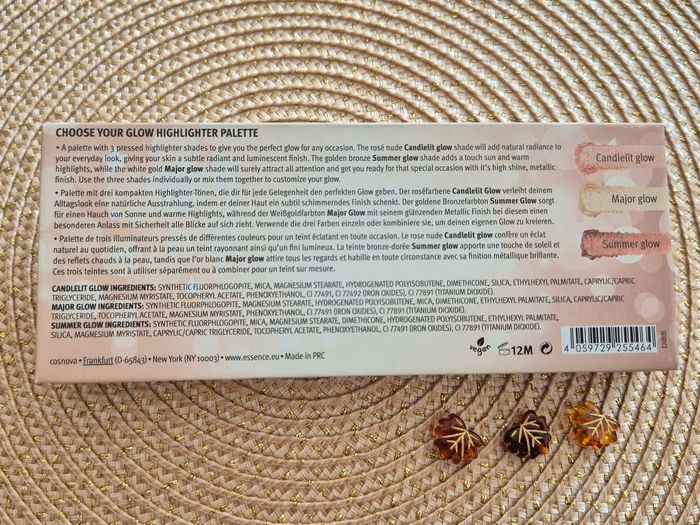 CHOOSE YOUR GLOW HIGHLIGHTER PALETTE
• A palette with 3 pressed highlighter shades to give you the perfect glow for any occasion. The rosé nude Candlelit glow shade will add natural radiance to
your everyday look, giving your skin a subtle radiant and luminescent finish. The golden bronze Summer glow shade adds a touch sun and warm
highlights, while the white gold Major glow shade will surely attract all attention and get you ready for that special occasion with it's high shine, metallic
finish. Use the three shades individually or mix them together to customize your glow.
• Palette mit drei kompakten Highlighter-Tönen, die dir für jede Gelegenheit den perfekten Glow geben. Der roséfarbene Candlelit Glow verleiht deinem
Alltagslook eine natürliche Ausstrahlung, indem er deiner Haut ein subtil schimmerndes Finish schenkt. Der goldene Bronzefarbton Summer Glow sorgt
für einen Hauch von Sonne und warme Highlights, während der Weißgoldfarbton Major Glow mit seinem glänzenden Metallic Finish bei diesem einen
besonderen Anlass mit Sicherheit alle Blicke auf sich zieht. Verwende die drei Farben einzeln oder kombiniere sie, um deinen eigenen Glow zu kreieren.
• Palette de trois illuminateurs pressés de différentes couleurs pour un teint éclatant en toute occasion. Le rose nude Candlelit glow confère un éclat
naturel au quotidien, offrant à la peau un teint rayonnant ainsi qu'un fini lumineux. La teinte bronze-dorée Summer glow apporte une touche de soleil et
des reflets chauds à la peau, tandis que l'or blanc Major glow attire tous les regards et habille en toute circonstance avec sa finition métallique brillante.
Ces trois teintes sont à utiliser séparément ou à combiner pour un teint sur mesure.
CANDLELIT GLOW INGREDIENTS: SYNTHETIC FLUORPHLOGOPITE, MICA, MAGNESIUM STEARATE, HYDROGENATED POLYISOBUTENE, DIMETHICONE, SILICA, ETHYLHEXYL PALMITATE, CAPRYLIC/CAPRIC
TRIGLYCERIDE, MAGNESIUM MYRISTATE, TOCOPHERYL ACETATE, PHENOXYETHANOL, CI 77491, CI 77492 (IRON OXIDES), CI 77891 (TITANIUM DIOXIDE).
MAJOR GLOW INGREDIENTS: SYNTHETIC FLUORPHLOGOPITE, MAGNESIUM STEARATE, HYDROGENATED POLYISOBUTENE, MICA, DIMETHICONE, ETHYLHEXYL PALMITATE, SILICA, CAPRYLIC/CAPRIC
TRIGLYCERIDE, TOCOPHERYL ACETATE, MAGNESIUM MYRISTATE, PHENOXYETHANOL, CI 77491, CI 77492 (IRON OXIDES), CI 77891 (TITANIUM DIOXIDE).
SUMMER GLOW INGREDIENTS: SYNTHETIC FLUORPHLOGOPITE, MICA, MAGNESIUM STEARATE, DIMETHICONE, HYDROGENATED POLYISOBUTENE, ETHYLHEXYL PALMITATE,
SILICA, MAGNESIUM MYRISTATE, CAPRYLIC/CAPRIC TRIGLYCERIDE, TOCOPHERYL ACETATE, PHENOXYETHANOL, CI 77491 (IRON OXIDES), CI 77891 (TITANIUM DIOXIDE).
cosnova • Frankfurt (D-65843) • New York (NY 10003) • www.essence.eu • Made in PRC
vegan
12M
Candlelit glow
Major glow
Summer glow
4 059729 255464
DIBB